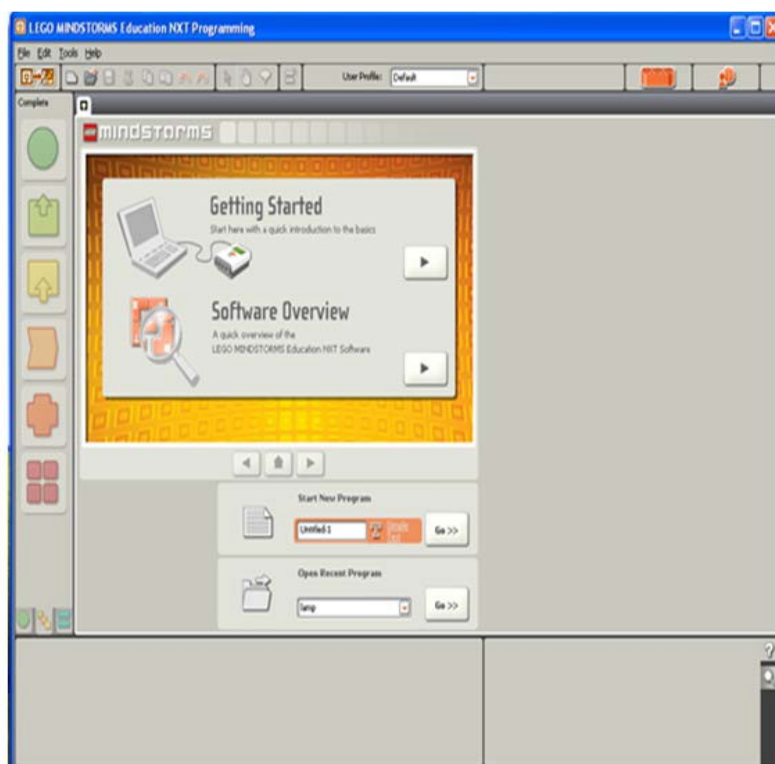 LEGO MINDSTORMS Education NXT Programming
File Edit Tools Help
User Profile: Default
Complete
mindstorms
Getting Started
Start here with a quick introduction to the basics
Software Overview
A quick overview of the
LEGO MINDSTORMS Education NXT Software
Start New Program
Untitled-1
Go >>
Open Recent Program
lamp
Go >>
?